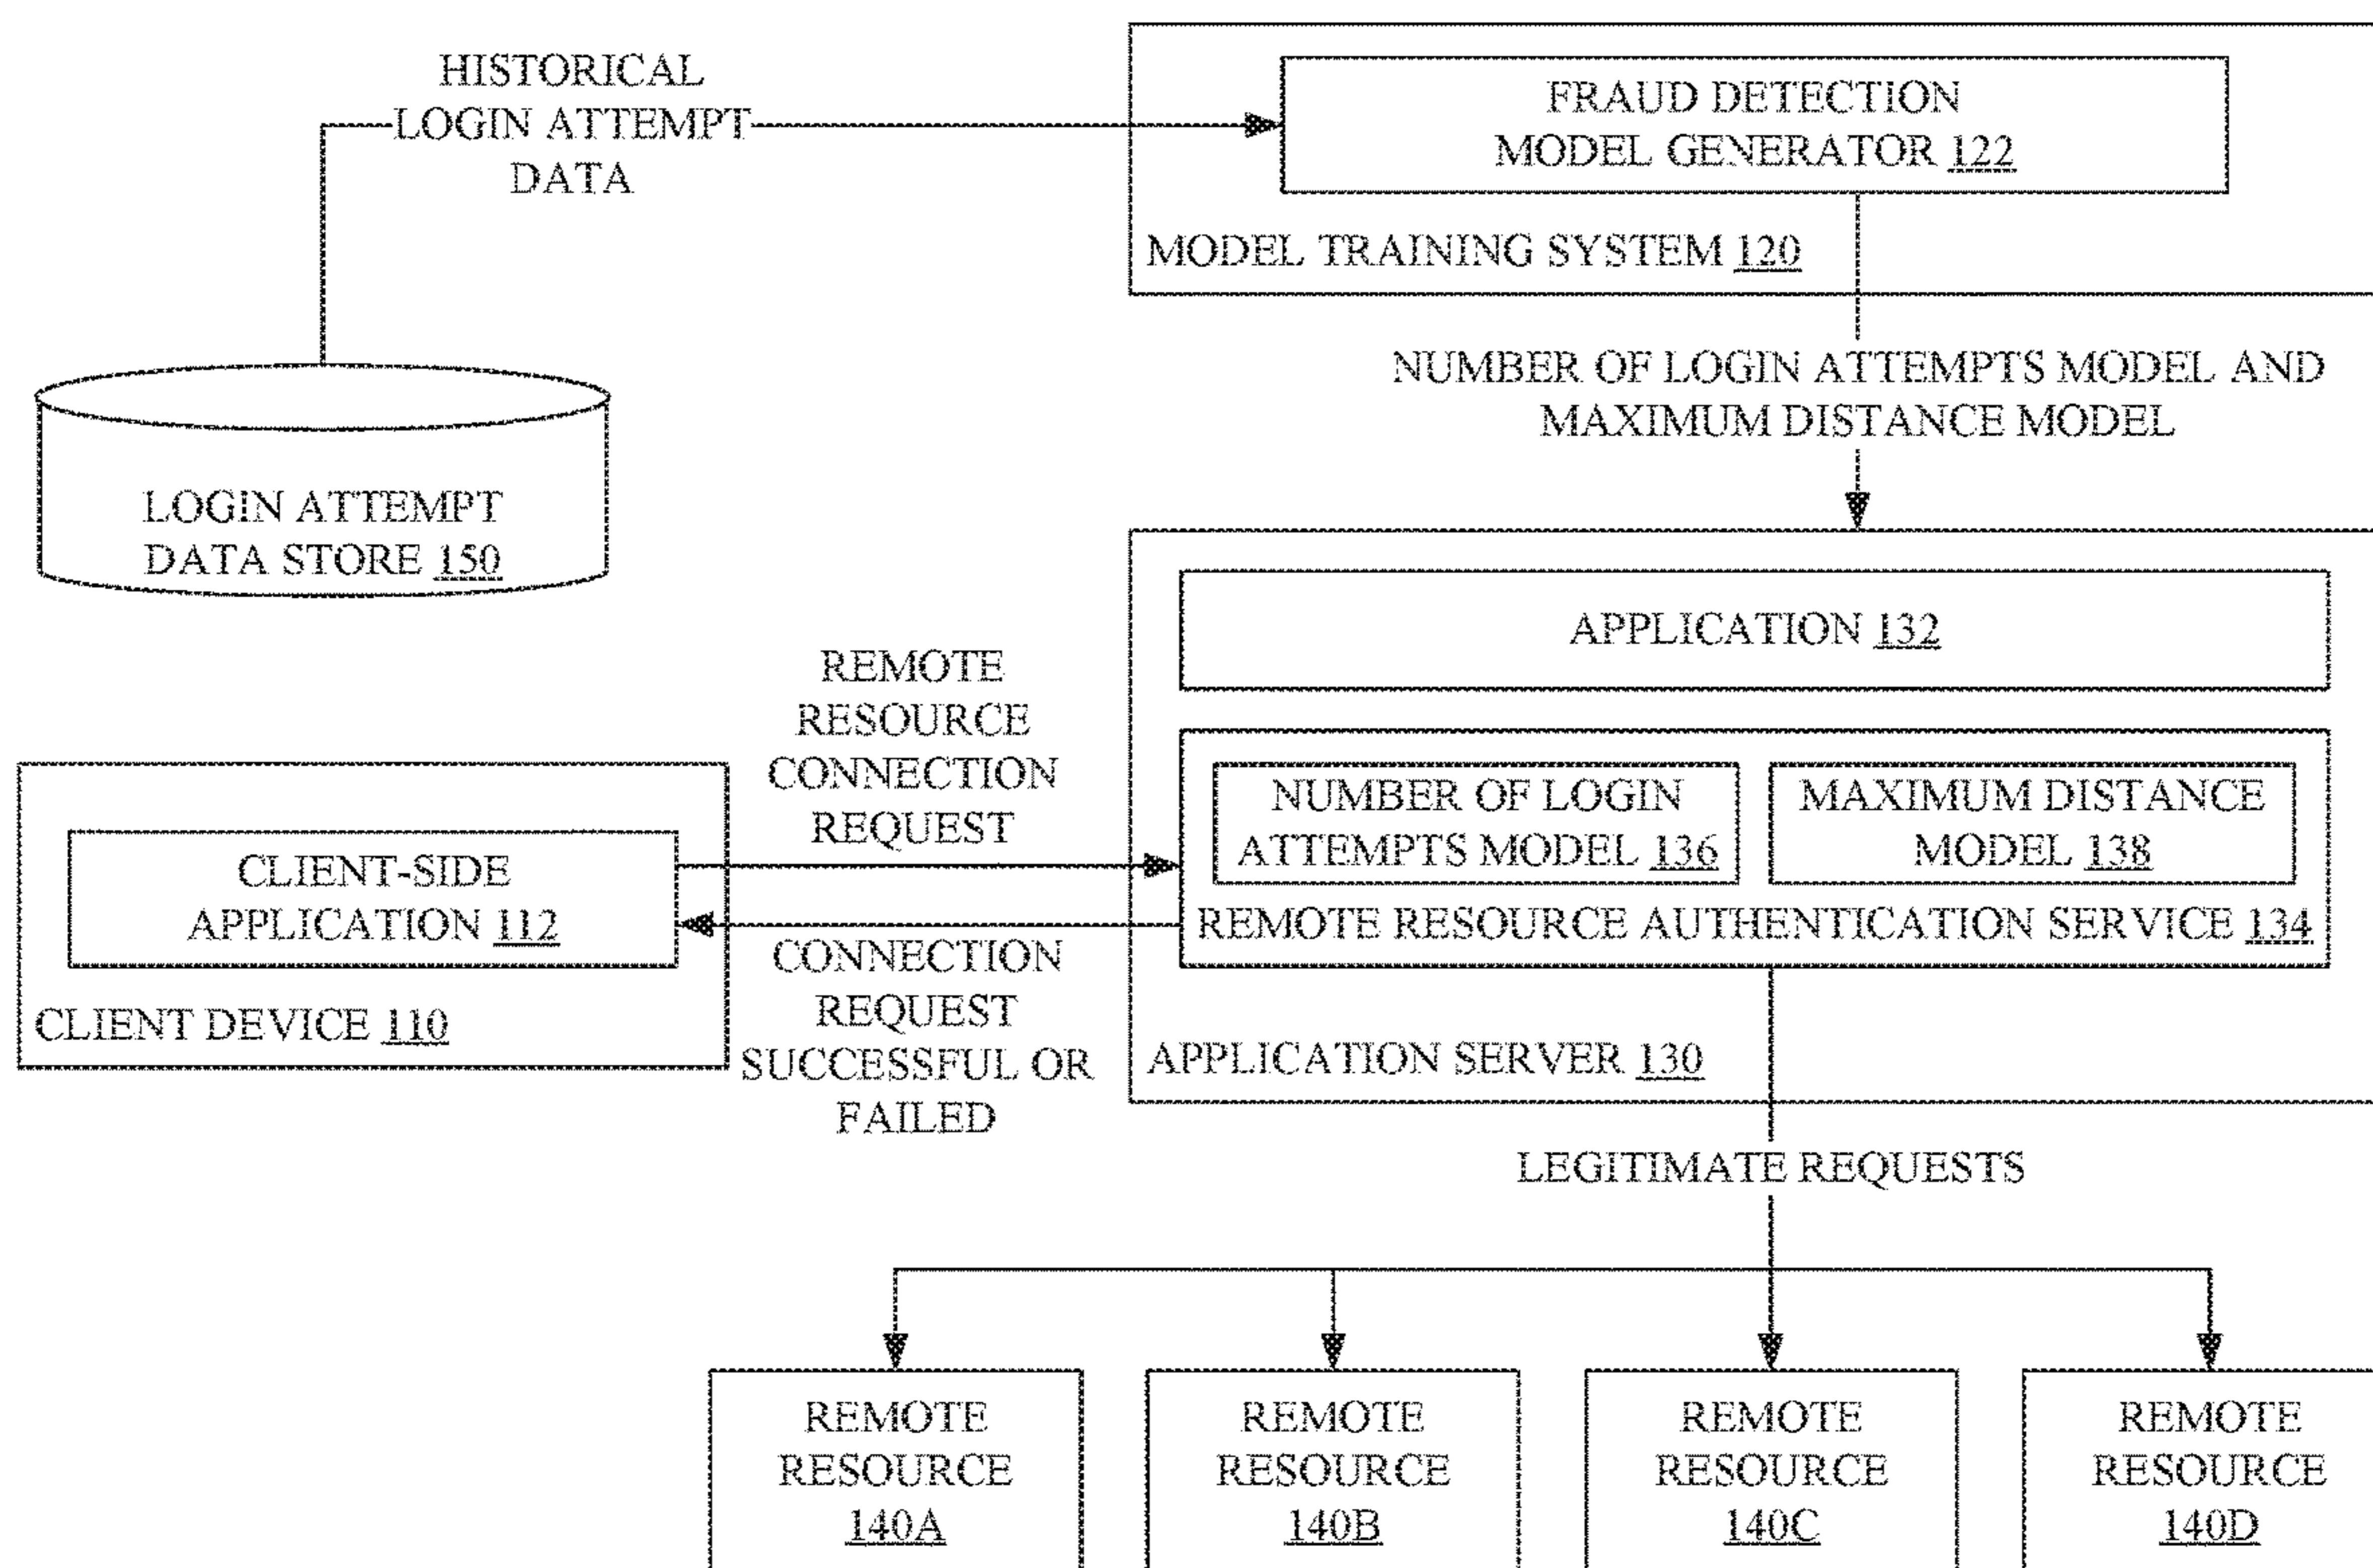 HISTORICAL
LOGIN ATTEMPT
DATA
FRAUD DETECTION
MODEL GENERATOR 122
MODEL TRAINING SYSTEM 120
NUMBER OF LOGIN ATTEMPTS MODEL AND
MAXIMUM DISTANCE MODEL
LOGIN ATTEMPT
DATA STORE 150
APPLICATION 132
REMOTE
RESOURCE
CONNECTION
REQUEST
NUMBER OF LOGIN
ATTEMPTS MODEL 136
MAXIMUM DISTANCE
MODEL 138
REMOTE RESOURCE AUTHENTICATION SERVICE 134
CLIENT-SIDE
APPLICATION 112
CLIENT DEVICE 110
CONNECTION
REQUEST
SUCCESSFUL OR
FAILED
APPLICATION SERVER 130
LEGITIMATE REQUESTS
REMOTE
RESOURCE
140A
REMOTE
RESOURCE
140B
REMOTE
RESOURCE
140C
REMOTE
RESOURCE
140D